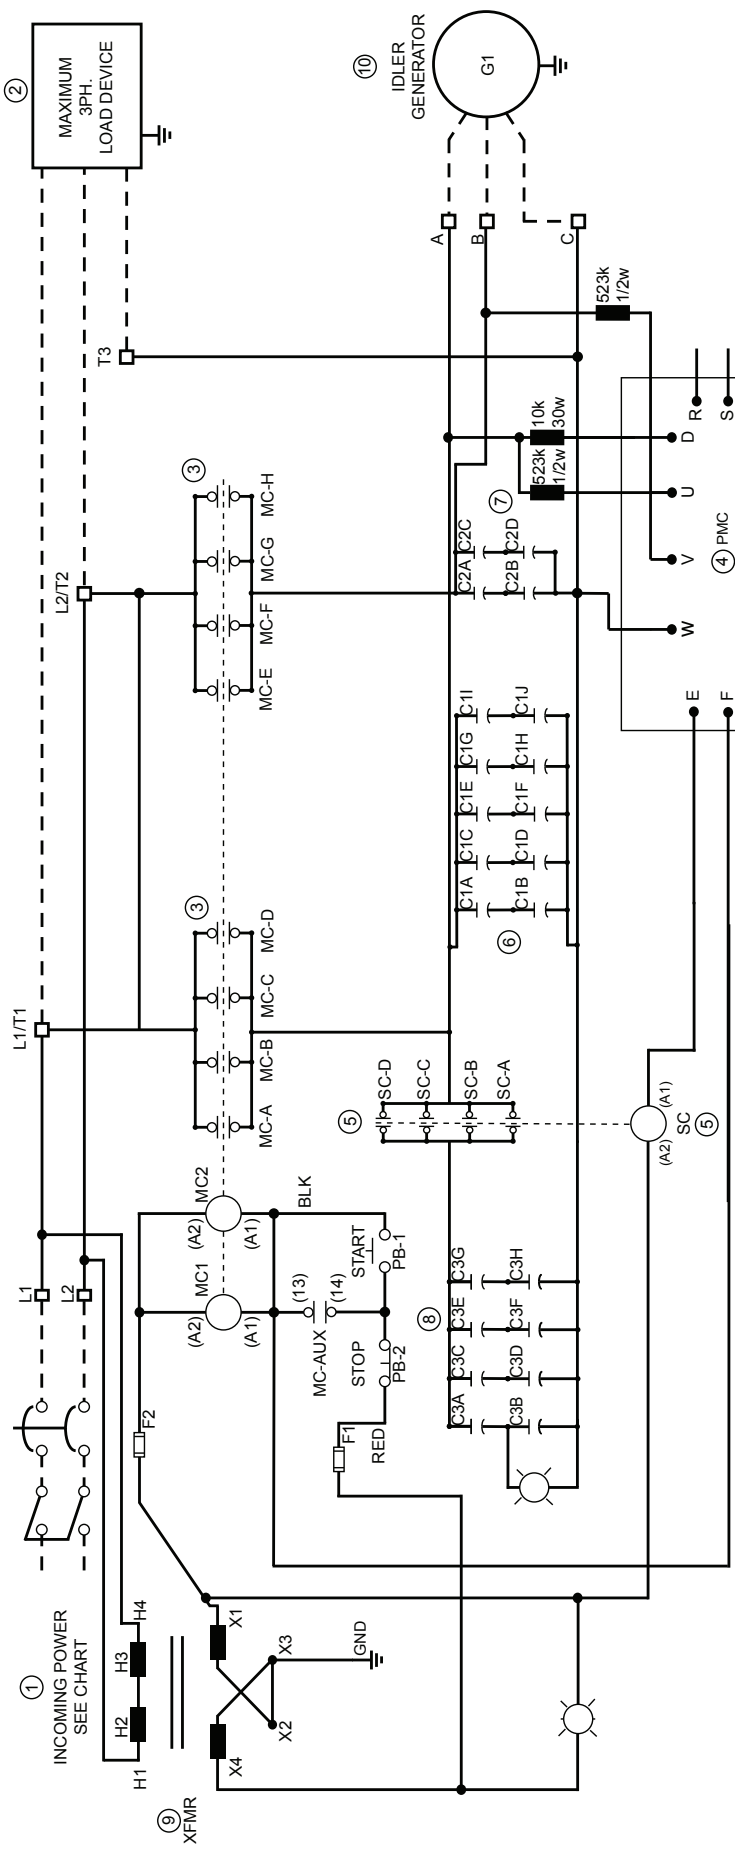 1
INCOMING POWER
SEE CHART
L1
L2
L1/T1
L2/T2
T3
2
MAXIMUM
3PH.
LOAD DEVICE
9
XFMR
H1
H2
H3
H4
X4
X1
X2
X3
GND
F2
MC1
(A2)
(A1)
MC2
(A2)
(A1)
BLK
MC-AUX
(13)
(14)
START
PB-1
STOP
PB-2
F1
RED
3
MC-A
MC-B
MC-C
MC-D
3
MC-E
MC-F
MC-G
MC-H
5
SC-D
SC-C
SC-B
SC-A
8
C3A
C3C
C3E
C3G
C3B
C3D
C3F
C3H
6
C1A
C1C
C1E
C1G
C1I
C1B
C1D
C1F
C1H
C1J
7
C2A
C2C
C2B
C2D
10
IDLER
GENERATOR
G1
A
B
C
523k
1/2w
10k
30w
523k
1/2w
(A2)
(A1)
SC
5
E
F
W
V
U
D
R
S
4
PMC